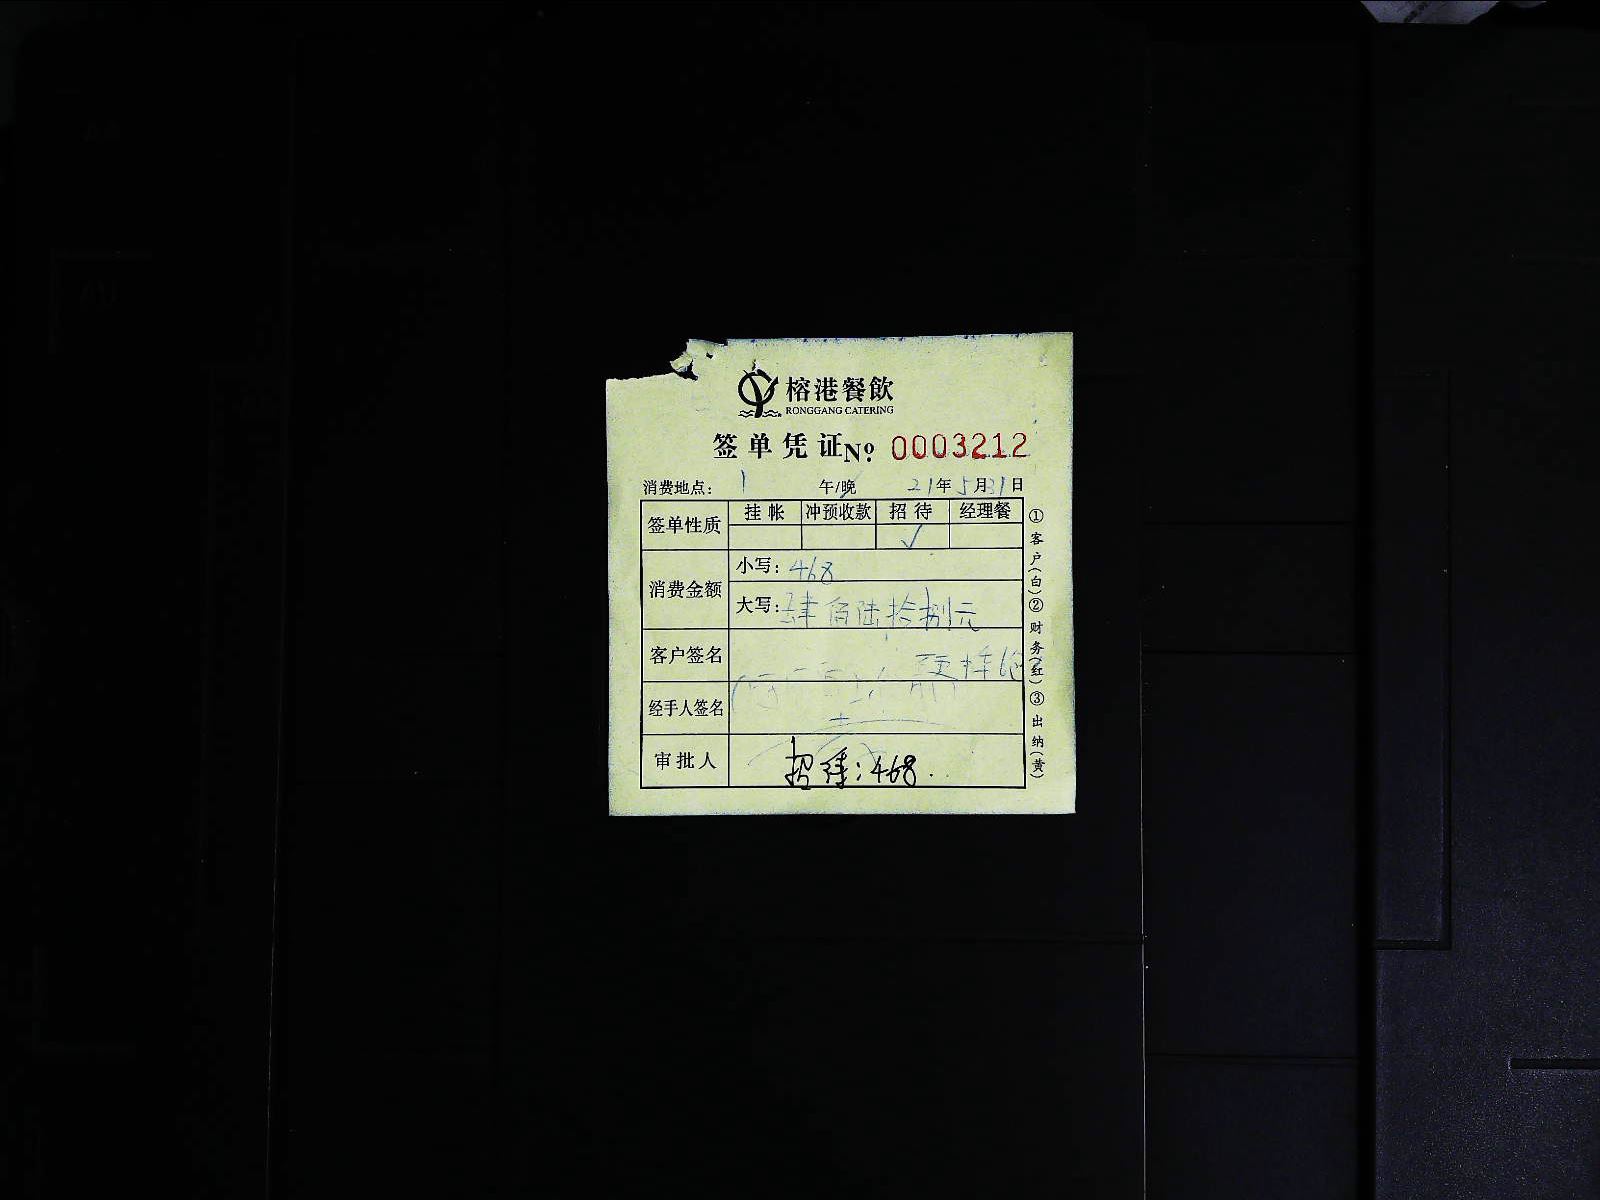 榕港餐飲
RONGGANG CATERING
签单凭证 No. 0003212
消费地点: 1 午/晚 21年5月31日
签单性质 挂帐 冲预收款 招待 经理餐
√
消费金额 小写: 468
大写: 肆佰陆拾捌元
客户签名
经手人签名
审批人 招待: 468.
①客户(白)②财务(红)③出纳(黄)